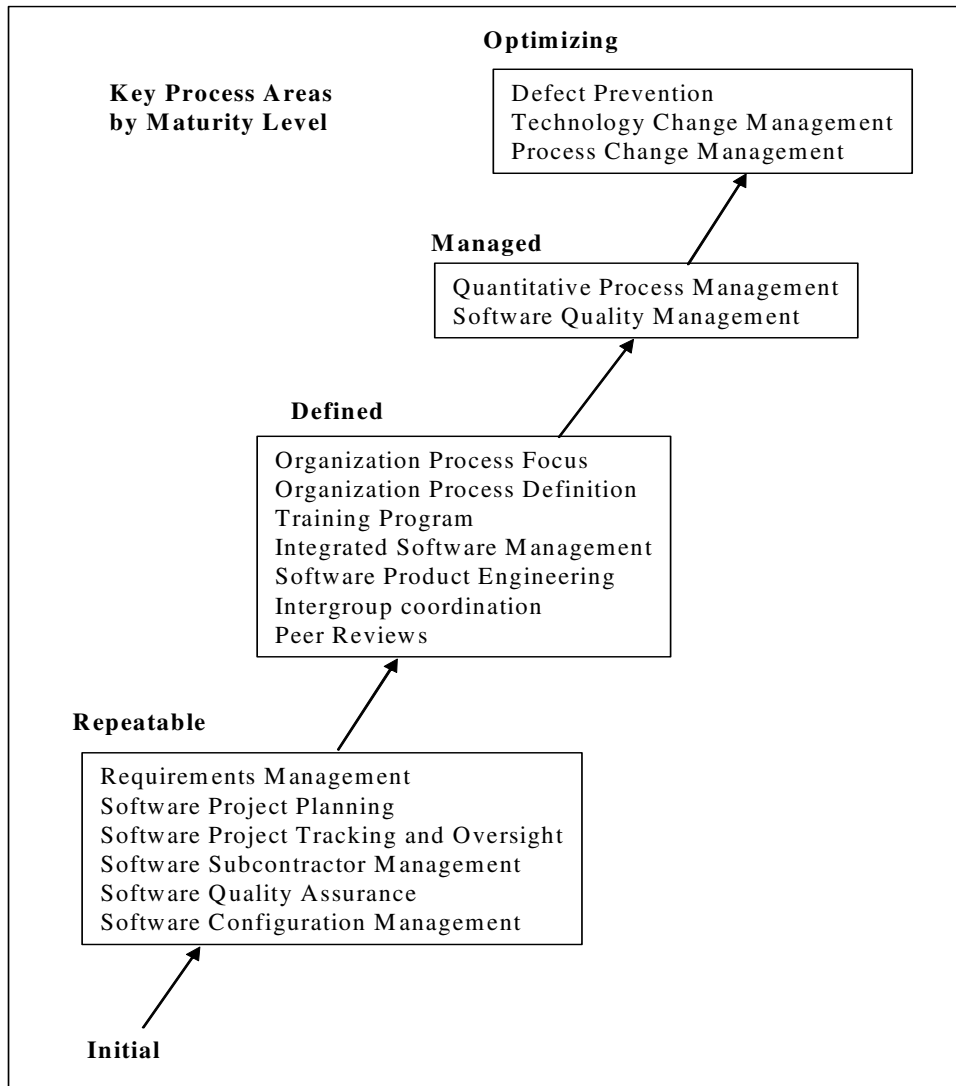 Optimizing
Key Process Areas
by Maturity Level
Defect Prevention
Technology Change Management
Process Change Management
Managed
Quantitative Process Management
Software Quality Management
Defined
Organization Process Focus
Organization Process Definition
Training Program
Integrated Software Management
Software Product Engineering
Intergroup coordination
Peer Reviews
Repeatable
Requirements Management
Software Project Planning
Software Project Tracking and Oversight
Software Subcontractor Management
Software Quality Assurance
Software Configuration Management
Initial